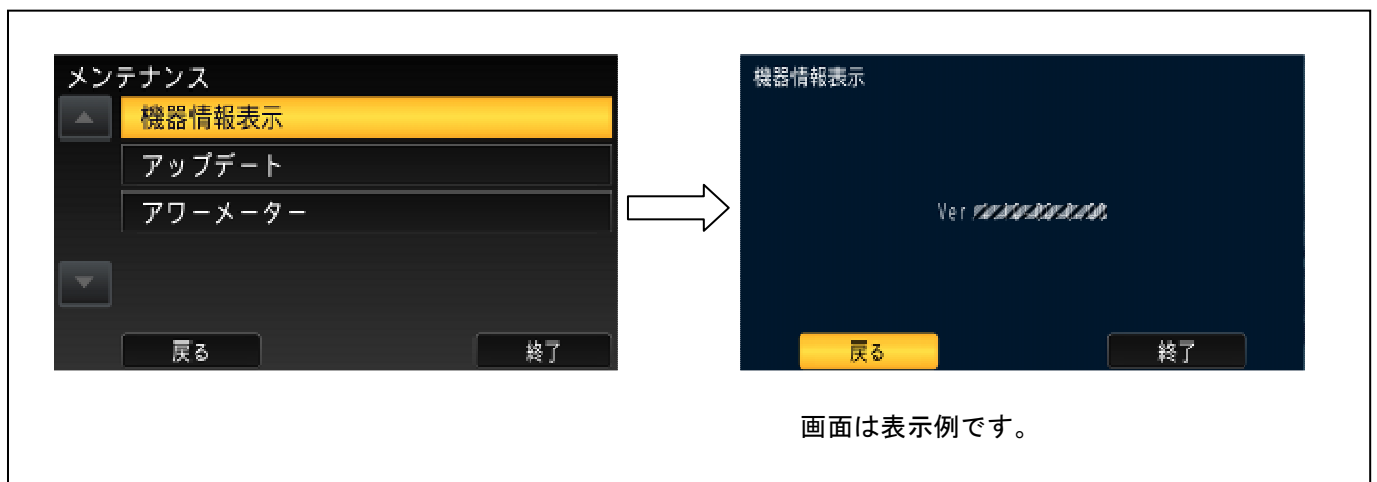 メンテナンス
機器情報表示
アップデート
アワーメーター
戻る
終了
機器情報表示
Ver
戻る
終了
画面は表示例です。